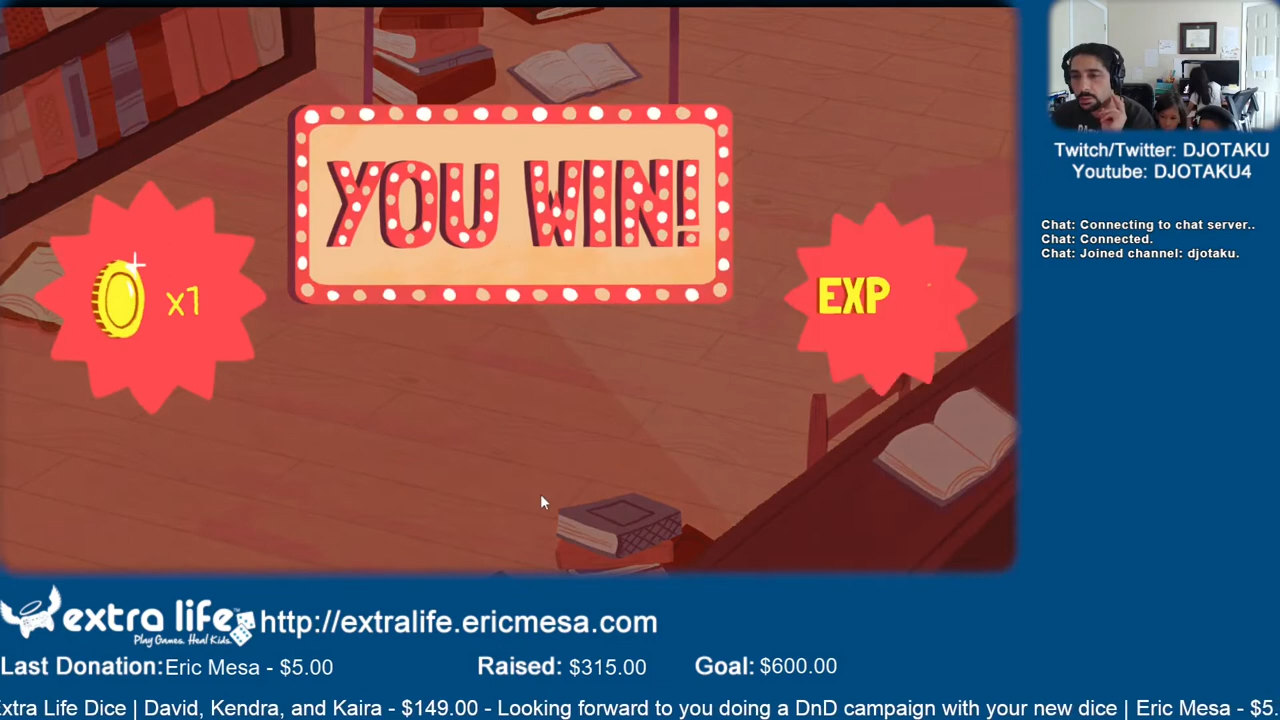 YOU WIN!
x1
EXP
Twitch/Twitter: DJOTAKU
Youtube: DJOTAKU4
Chat: Connecting to chat server..
Chat: Connected.
Chat: Joined channel: djotaku.
extra life
Play Games. Heal Kids.
http://extralife.ericmesa.com
Last Donation: Eric Mesa - $5.00
Raised: $315.00
Goal: $600.00
xtra Life Dice | David, Kendra, and Kaira - $149.00 - Looking forward to you doing a DnD campaign with your new dice | Eric Mesa - $5.